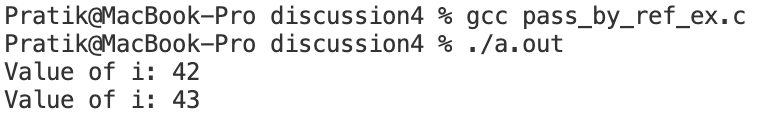 Pratik@MacBook-Pro discussion4 % gcc pass_by_ref_ex.c
Pratik@MacBook-Pro discussion4 % ./a.out
Value of i: 42
Value of i: 43